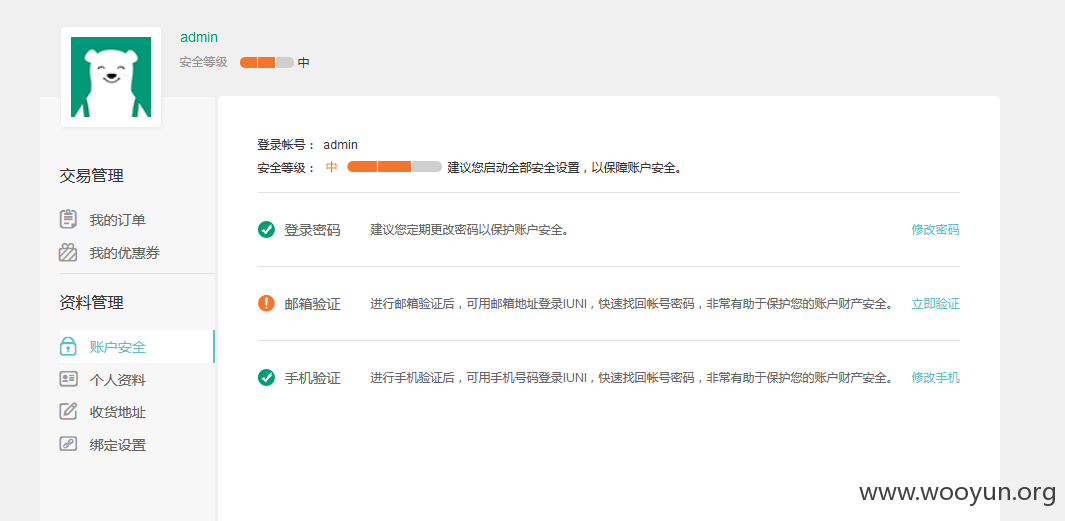 admin
安全等级 中
登录帐号： admin
安全等级： 中 建议您启动全部安全设置，以保障账户安全。
交易管理
我的订单
我的优惠券
资料管理
账户安全
个人资料
收货地址
绑定设置
登录密码 建议您定期更改密码以保护账户安全。 修改密码
邮箱验证 进行邮箱验证后，可用邮箱地址登录IUNI，快速找回帐号密码，非常有助于保护您的账户财产安全。 立即验证
手机验证 进行手机验证后，可用手机号码登录IUNI，快速找回帐号密码，非常有助于保护您的账户财产安全。 修改手机
www.wooyun.org